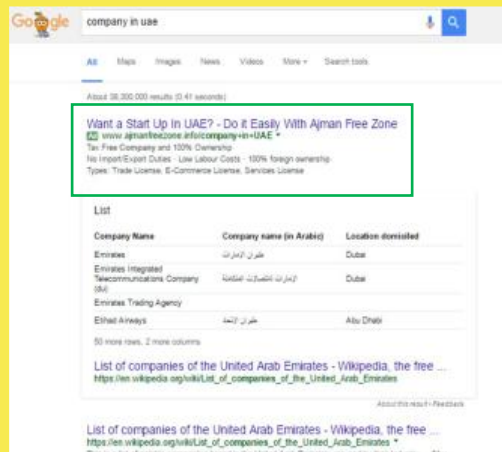 Google
company in uae
All Maps Images News Videos More Search tools
About 38,300,000 results (0.41 seconds)
Want a Start Up In UAE? - Do it Easily With Ajman Free Zone
Ad www.ajmanfreezone.info/company+in+UAE
Tax Free Company and 100% Ownership
No Import/Export Duties · Low Labour Costs · 100% foreign ownership
Types: Trade License, E-Commerce License, Services License
List
Company Name Company name (in Arabic) Location domiciled
Emirates طيران الإمارات Dubai
Emirates Integrated
Telecommunications Company الإمارات للاتصالات المتكاملة Dubai
(du)
Emirates Trading Agency
Etihad Airways طيران الإتحاد Abu Dhabi
50 more rows, 2 more columns
List of companies of the United Arab Emirates - Wikipedia, the free ...
https://en.wikipedia.org/wiki/List_of_companies_of_the_United_Arab_Emirates
About this result • Feedback
List of companies of the United Arab Emirates - Wikipedia, the free ...
https://en.wikipedia.org/wiki/List_of_companies_of_the_United_Arab_Emirates